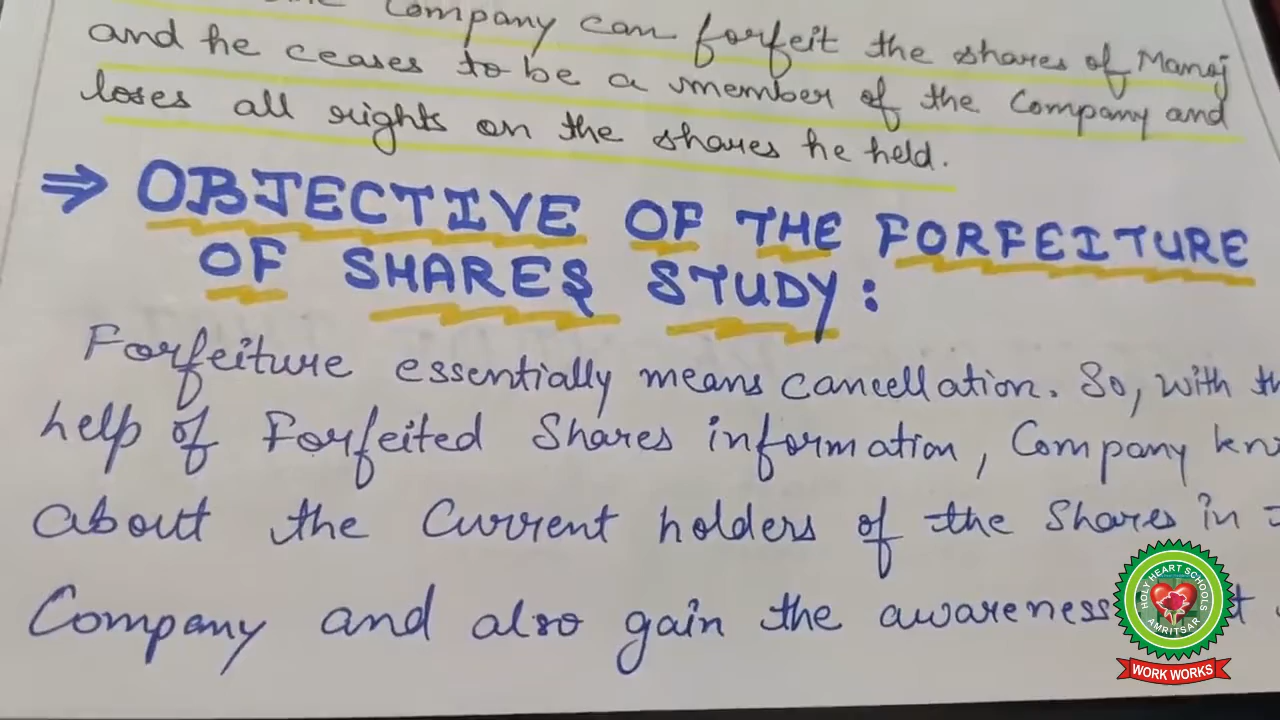 Company can forfeit the shares of Manoj
and he ceases to be a member of the Company and
loses all rights on the shares he held.
⇒ OBJECTIVE OF THE FORFEITURE
OF SHARES STUDY:
Forfeiture essentially means cancellation. So, with
help of Forfeited Shares information, Company
about the Current holders of the Shares in
Company and also gain the awareness
HOLY HEART SCHOOLS
AMRITSAR
WORK WORKS